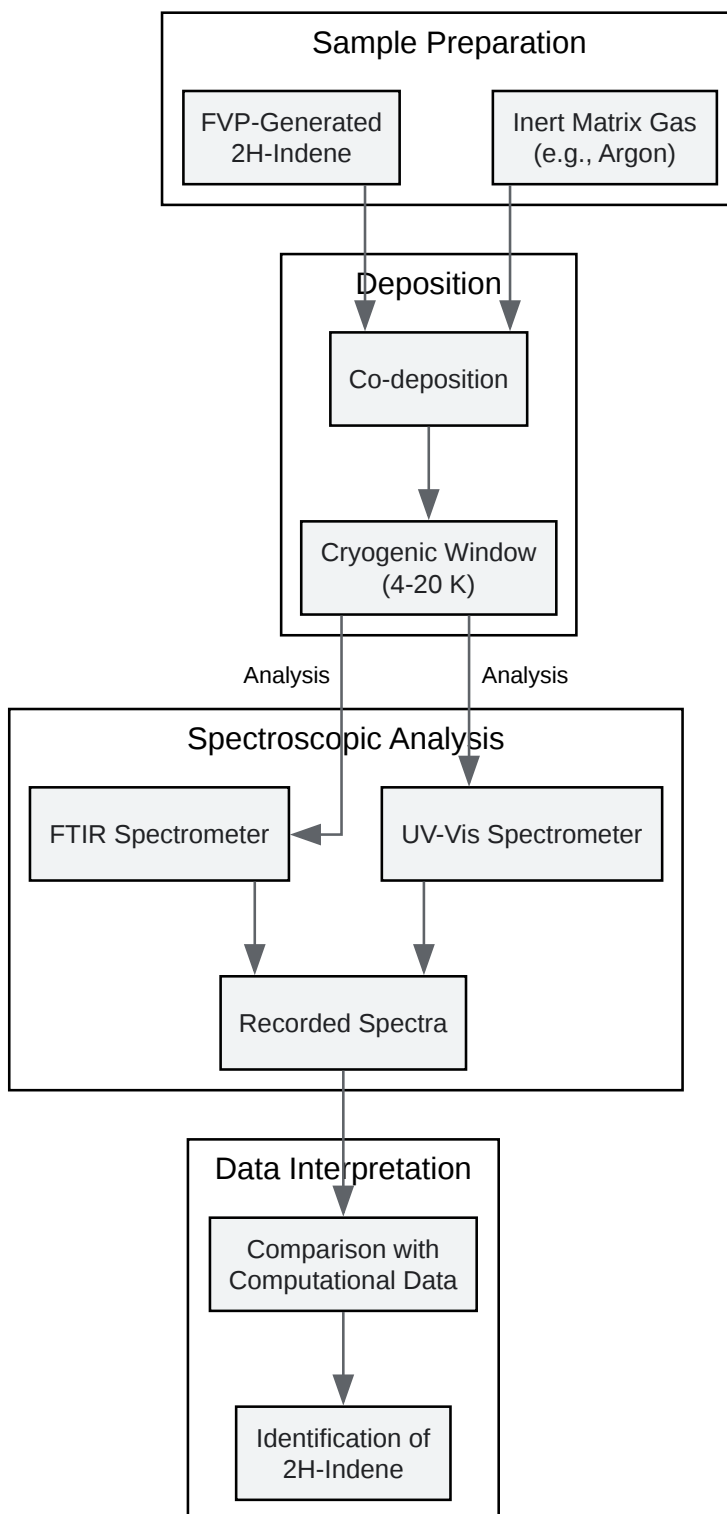 Sample Preparation
FVP-Generated
2H-Indene
Inert Matrix Gas
(e.g., Argon)
Deposition
Co-deposition
Cryogenic Window
(4-20 K)
Analysis
Analysis
Spectroscopic Analysis
FTIR Spectrometer
UV-Vis Spectrometer
Recorded Spectra
Data Interpretation
Comparison with
Computational Data
Identification of
2H-Indene